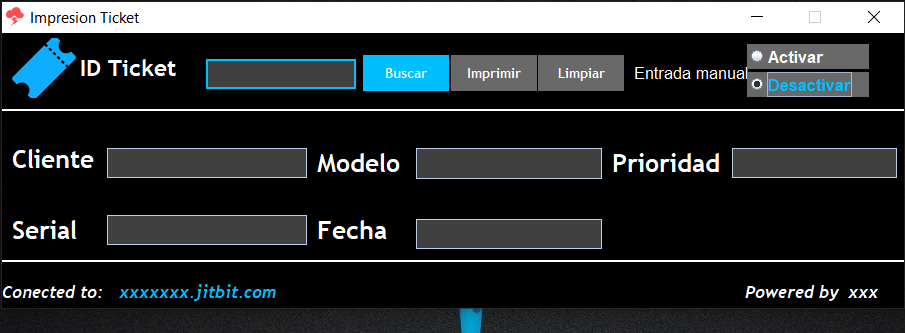 Impresion Ticket
ID Ticket Buscar Imprimir Limpiar Entrada manual Activar
Desactivar
Cliente Modelo Prioridad
Serial Fecha
Conected to: xxxxxxx.jitbit.com Powered by xxx